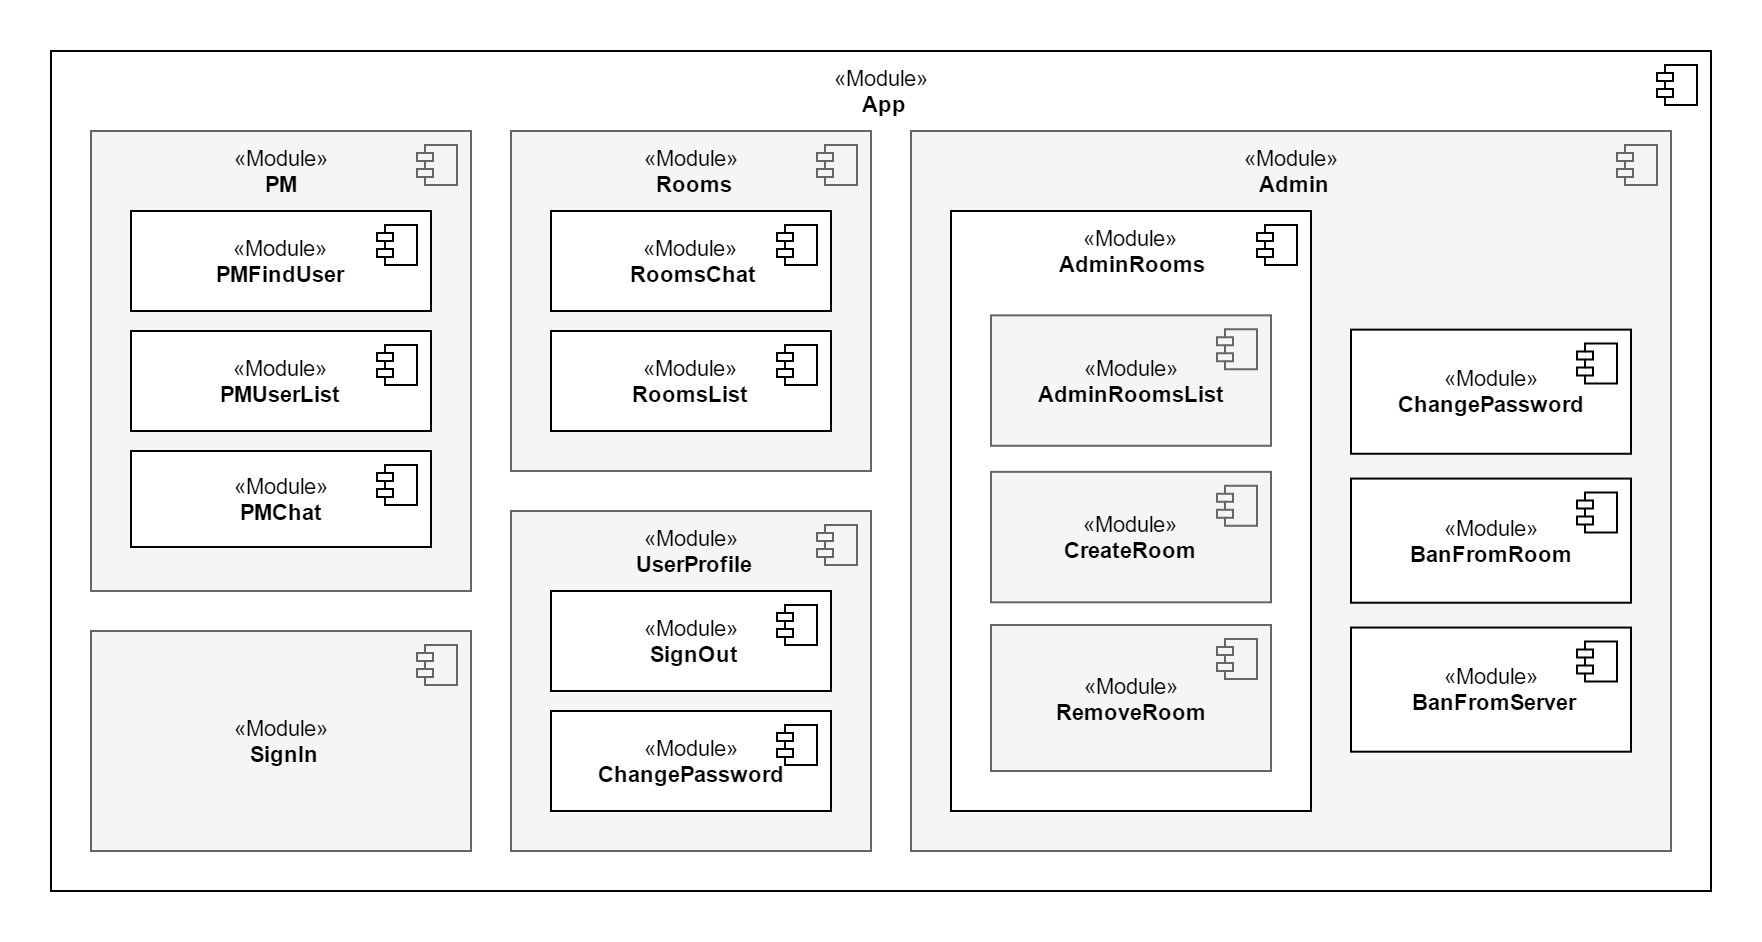 «Module»
App
«Module»
PM
«Module»
PMFindUser
«Module»
PMUserList
«Module»
PMChat
«Module»
SignIn
«Module»
Rooms
«Module»
RoomsChat
«Module»
RoomsList
«Module»
UserProfile
«Module»
SignOut
«Module»
ChangePassword
«Module»
Admin
«Module»
AdminRooms
«Module»
AdminRoomsList
«Module»
CreateRoom
«Module»
RemoveRoom
«Module»
ChangePassword
«Module»
BanFromRoom
«Module»
BanFromServer